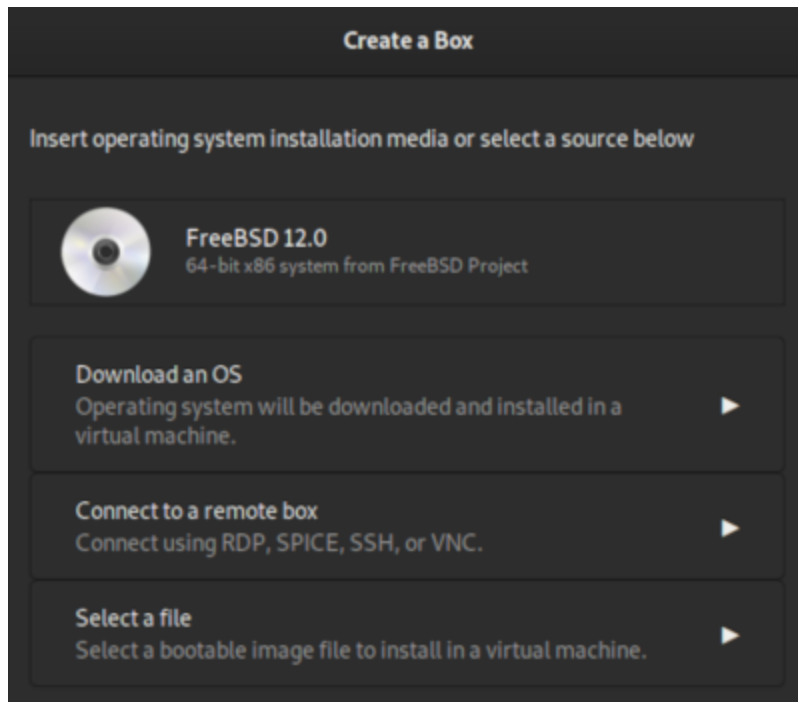 Create a Box
Insert operating system installation media or select a source below
FreeBSD 12.0
64-bit x86 system from FreeBSD Project
Download an OS
Operating system will be downloaded and installed in a
virtual machine.
Connect to a remote box
Connect using RDP, SPICE, SSH, or VNC.
Select a file
Select a bootable image file to install in a virtual machine.